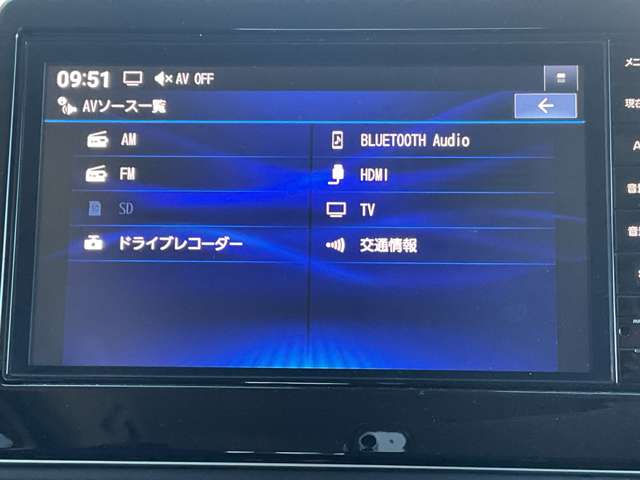 09:51 AV OFF
AVソース一覧
AM
BLUETOOTH Audio
FM
HDMI
SD
TV
ドライブレコーダー
交通情報